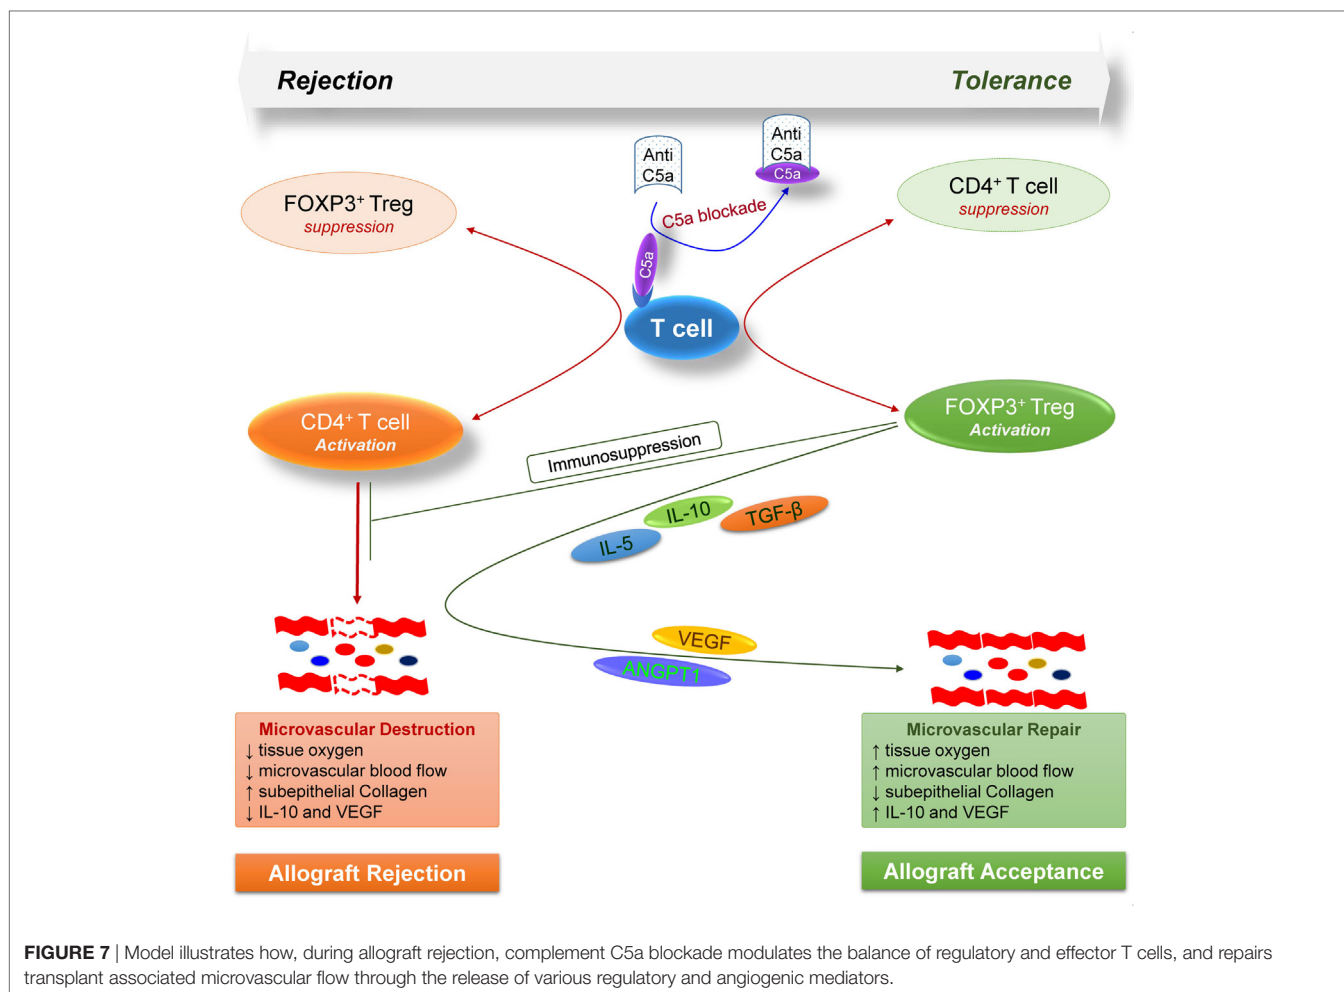 Rejection
Tolerance
Anti
C5a
Anti
C5a
C5a
C5a blockade
C5a
T cell
FOXP3⁺ Treg
suppression
CD4⁺ T cell
suppression
CD4⁺ T cell
Activation
FOXP3⁺ Treg
Activation
Immunosuppression
IL-10
TGF-β
IL-5
VEGF
ANGPT1
Microvascular Destruction
↓ tissue oxygen
↓ microvascular blood flow
↑ subepithelial Collagen
↓ IL-10 and VEGF
Microvascular Repair
↑ tissue oxygen
↑ microvascular blood flow
↓ subepithelial Collagen
↑ IL-10 and VEGF
Allograft Rejection
Allograft Acceptance
FIGURE 7 | Model illustrates how, during allograft rejection, complement C5a blockade modulates the balance of regulatory and effector T cells, and repairs
transplant associated microvascular flow through the release of various regulatory and angiogenic mediators.